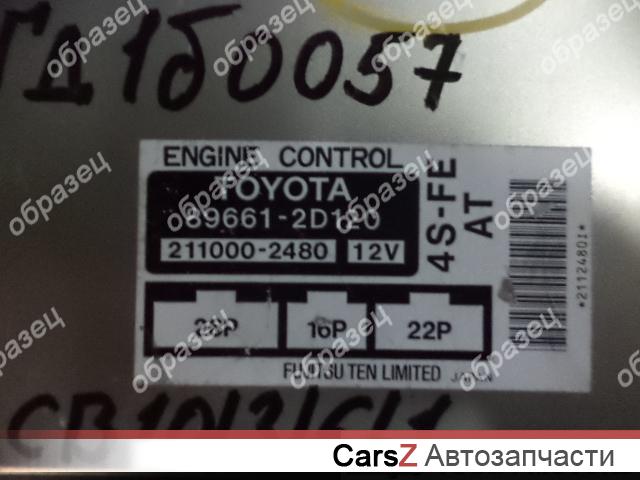 ГД160057
ENGINE CONTROL
TOYOTA
89661-2D120
211000-2480 12V
4S-FE
AT
*21124801*
26P 16P 22P
FUJITSU TEN LIMITED JAPAN
образец
CarsZ Автозапчасти